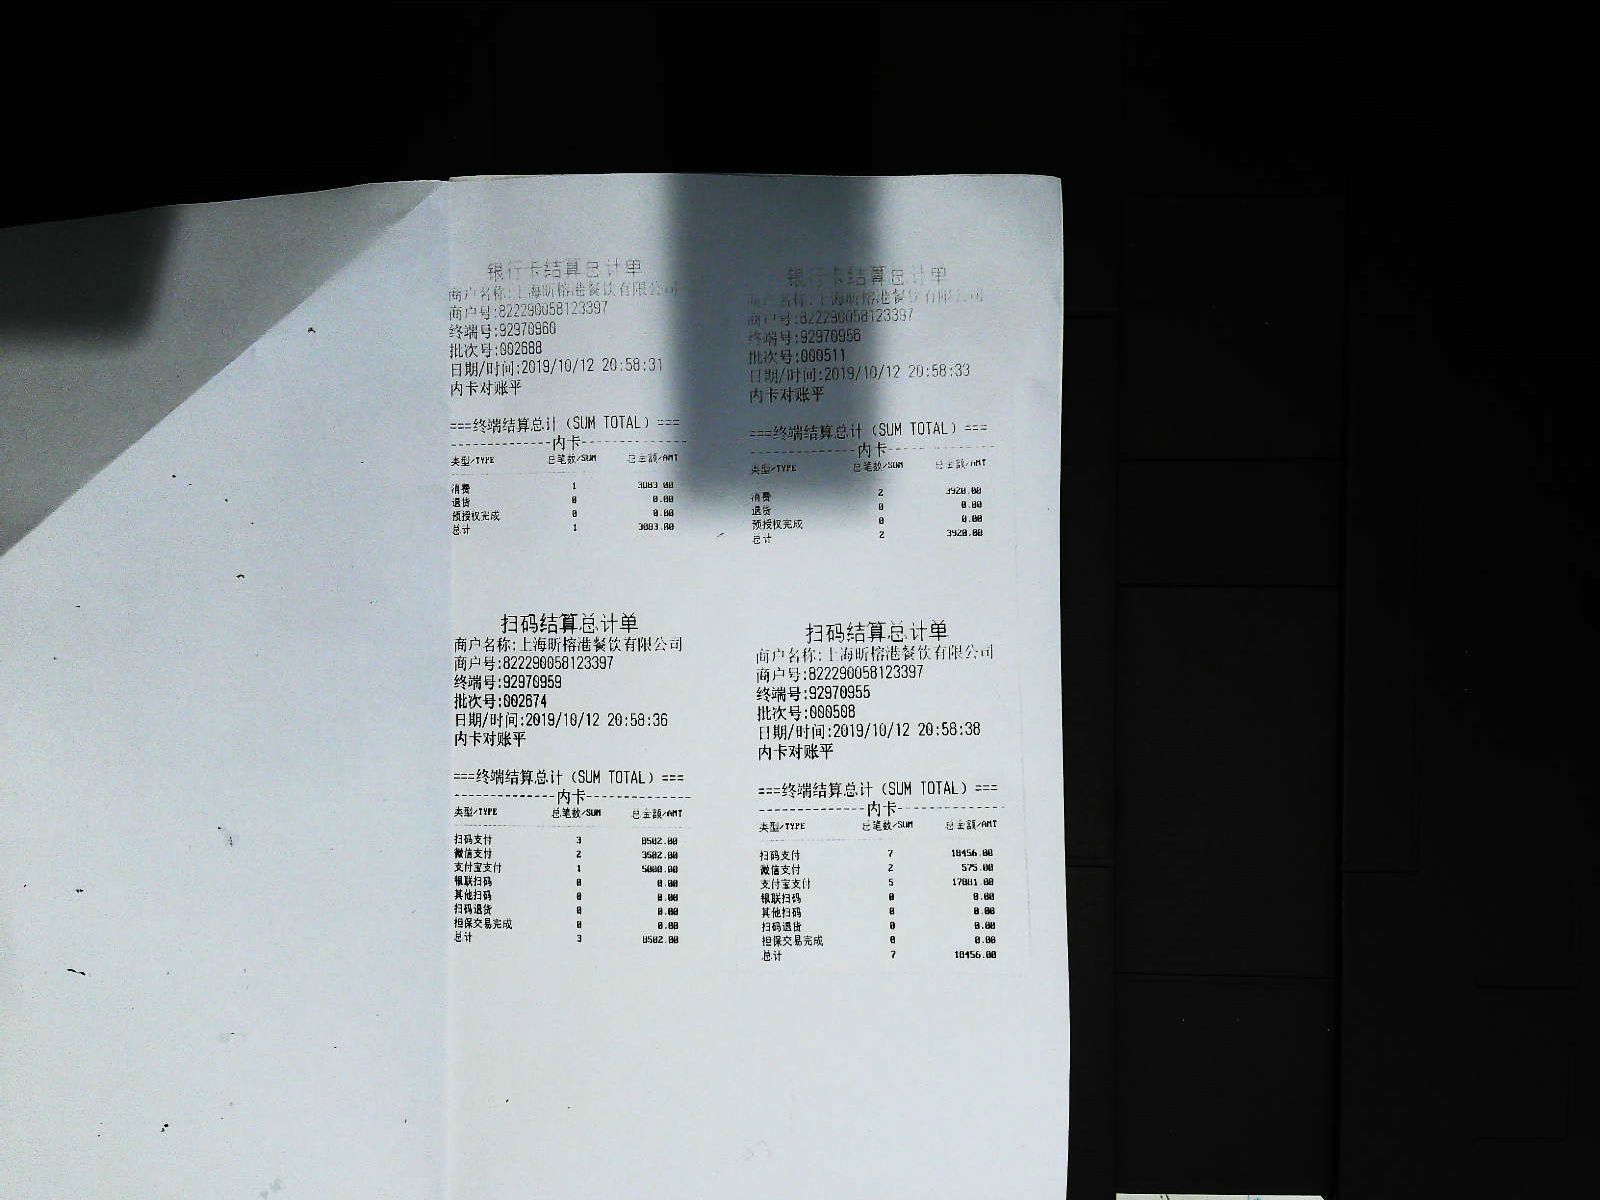 银行卡结算总计单
商户名称:上海昕榕港餐饮有限公司
商户号:822290058123397
终端号:92970960
批次号:002688
日期/时间:2019/10/12 20:58:31
内卡对账平
===终端结算总计（SUM TOTAL）===
--------------内卡--------------
类型/TYPE 总笔数/SUM 总金额/AMT
消费 1 3083.00
退货 0 0.00
预授权完成 0 0.00
总计 1 3083.00
银行卡结算总计单
商户名称:上海昕榕港餐饮有限公司
商户号:822290058123397
终端号:92970956
批次号:000511
日期/时间:2019/10/12 20:58:33
内卡对账平
===终端结算总计（SUM TOTAL）===
--------------内卡--------------
类型/TYPE 总笔数/SUM 总金额/AMT
消费 2 3920.00
退货 0 0.00
预授权完成 0 0.00
总计 2 3920.00
扫码结算总计单
商户名称:上海昕榕港餐饮有限公司
商户号:822290058123397
终端号:92970959
批次号:002674
日期/时间:2019/10/12 20:58:36
内卡对账平
===终端结算总计（SUM TOTAL）===
--------------内卡--------------
类型/TYPE 总笔数/SUM 总金额/AMT
扫码支付 3 8502.00
微信支付 2 3502.00
支付宝支付 1 5000.00
银联扫码 0 0.00
其他扫码 0 0.00
扫码退货 0 0.00
担保交易完成 0 0.00
总计 3 8502.00
扫码结算总计单
商户名称:上海昕榕港餐饮有限公司
商户号:822290058123397
终端号:92970955
批次号:000508
日期/时间:2019/10/12 20:58:38
内卡对账平
===终端结算总计（SUM TOTAL）===
--------------内卡--------------
类型/TYPE 总笔数/SUM 总金额/AMT
扫码支付 7 18456.00
微信支付 2 575.00
支付宝支付 5 17881.00
银联扫码 0 0.00
其他扫码 0 0.00
扫码退货 0 0.00
担保交易完成 0 0.00
总计 7 18456.00